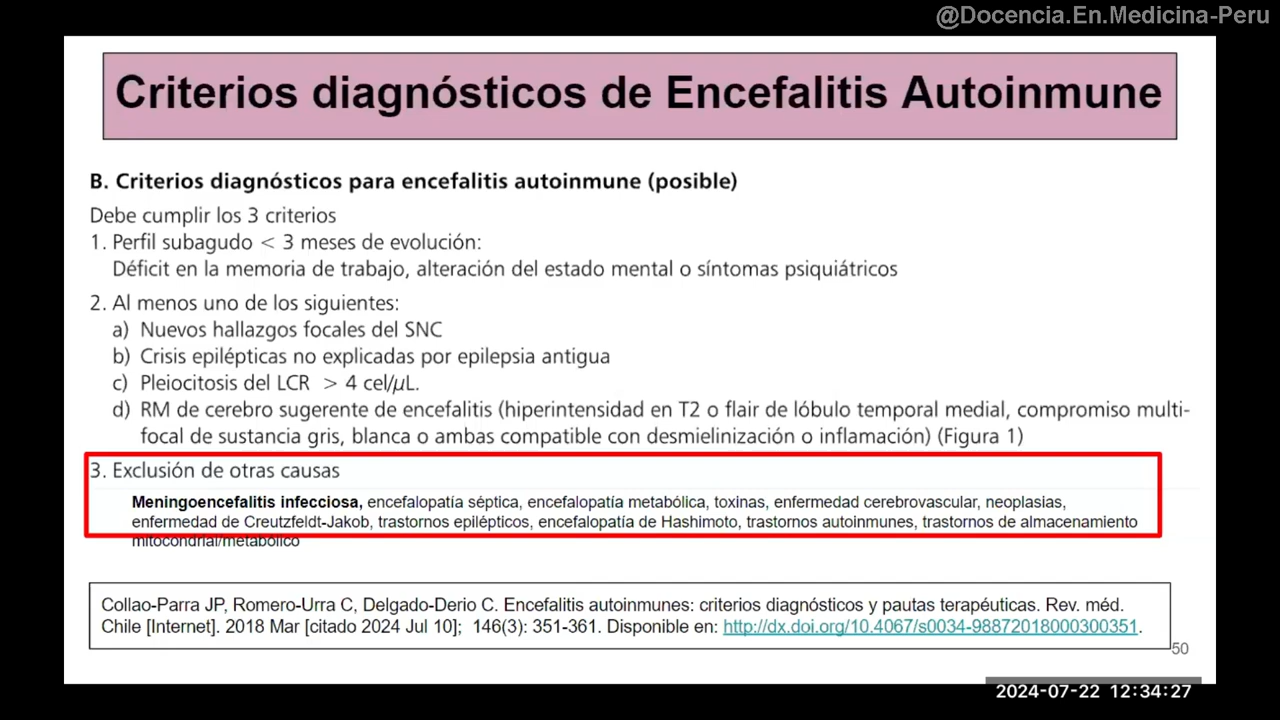 @Docencia.En.Medicina-Peru
Criterios diagnósticos de Encefalitis Autoinmune
B. Criterios diagnósticos para encefalitis autoinmune (posible)
Debe cumplir los 3 criterios
1. Perfil subagudo < 3 meses de evolución:
Déficit en la memoria de trabajo, alteración del estado mental o síntomas psiquiátricos
2. Al menos uno de los siguientes:
a) Nuevos hallazgos focales del SNC
b) Crisis epilépticas no explicadas por epilepsia antigua
c) Pleiocitosis del LCR > 4 cel/µL.
d) RM de cerebro sugerente de encefalitis (hiperintensidad en T2 o flair de lóbulo temporal medial, compromiso multi-
focal de sustancia gris, blanca o ambas compatible con desmielinización o inflamación) (Figura 1)
3. Exclusión de otras causas
Meningoencefalitis infecciosa, encefalopatía séptica, encefalopatía metabólica, toxinas, enfermedad cerebrovascular, neoplasias,
enfermedad de Creutzfeldt-Jakob, trastornos epilépticos, encefalopatía de Hashimoto, trastornos autoinmunes, trastornos de almacenamiento
mitocondrial/metabólico
Collao-Parra JP, Romero-Urra C, Delgado-Derio C. Encefalitis autoinmunes: criterios diagnósticos y pautas terapéuticas. Rev. méd.
Chile [Internet]. 2018 Mar [citado 2024 Jul 10]; 146(3): 351-361. Disponible en: http://dx.doi.org/10.4067/s0034-98872018000300351.
50
2024-07-22 12:34:27